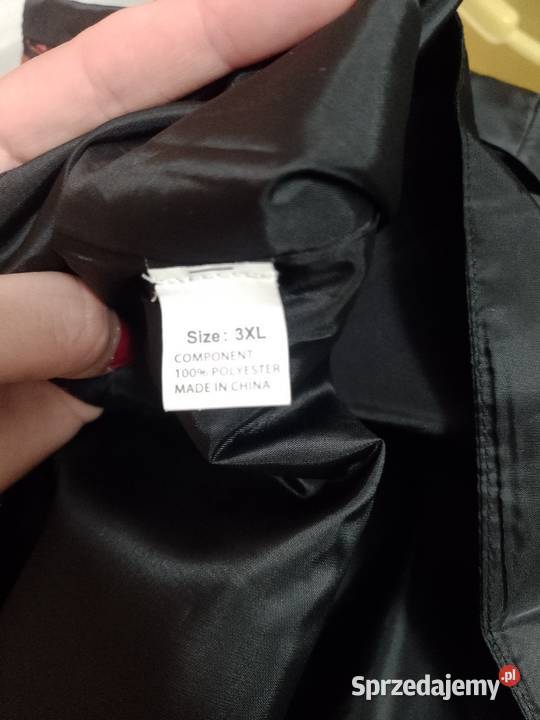 Size: 3XL
COMPONENT
100% POLYESTER
MADE IN CHINA
Sprzedajemy.pl